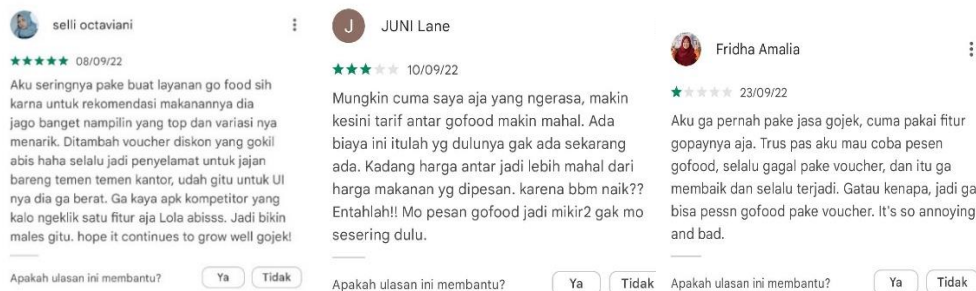 selli octaviani
★★★★★ 08/09/22
Aku seringnya pake buat layanan go food sih
karna untuk rekomendasi makanannya dia
jago banget nampilin yang top dan variasi nya
menarik. Ditambah voucher diskon yang gokil
abis haha selalu jadi penyelamat untuk jajan
bareng temen temen kantor, udah gitu untuk UI
nya dia ga berat. Ga kaya apk kompetitor yang
kalo ngeklik satu fitur aja Lola abisss. Jadi bikin
males gitu. hope it continues to grow well gojek!
Apakah ulasan ini membantu?
Ya
Tidak
J
JUNI Lane
★★★★★ 10/09/22
Mungkin cuma saya aja yang ngerasa, makin
kesini tarif antar gofood makin mahal. Ada
biaya ini itulah yg dulunya gak ada sekarang
ada. Kadang harga antar jadi lebih mahal dari
harga makanan yg dipesan. karena bbm naik??
Entahlah!! Mo pesan gofood jadi mikir2 gak mo
sesering dulu.
Apakah ulasan ini membantu?
Ya
Tidak
Fridha Amalia
★★★★★ 23/09/22
Aku ga pernah pake jasa gojek, cuma pakai fitur
gopaynya aja. Trus pas aku mau coba pesen
gofood, selalu gagal pake voucher, dan itu ga
membaik dan selalu terjadi. Gatau kenapa, jadi ga
bisa pessn gofood pake voucher. It's so annoying
and bad.
Apakah ulasan ini membantu?
Ya
Tidak